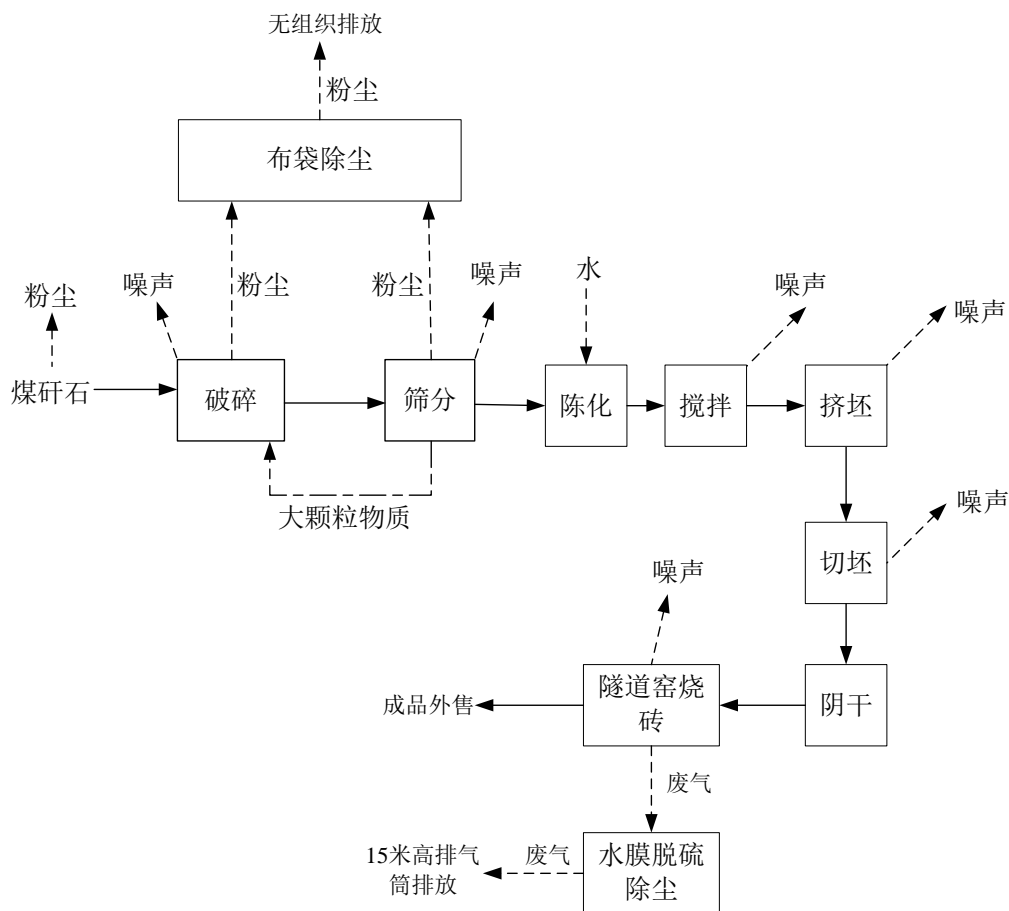 无组织排放
粉尘
布袋除尘
粉尘
噪声
粉尘
粉尘
噪声
水
噪声
噪声
煤矸石
破碎
筛分
陈化
搅拌
挤坯
大颗粒物质
噪声
切坯
噪声
成品外售
隧道窑烧
砖
阴干
废气
15米高排气
筒排放
废气
水膜脱硫
除尘